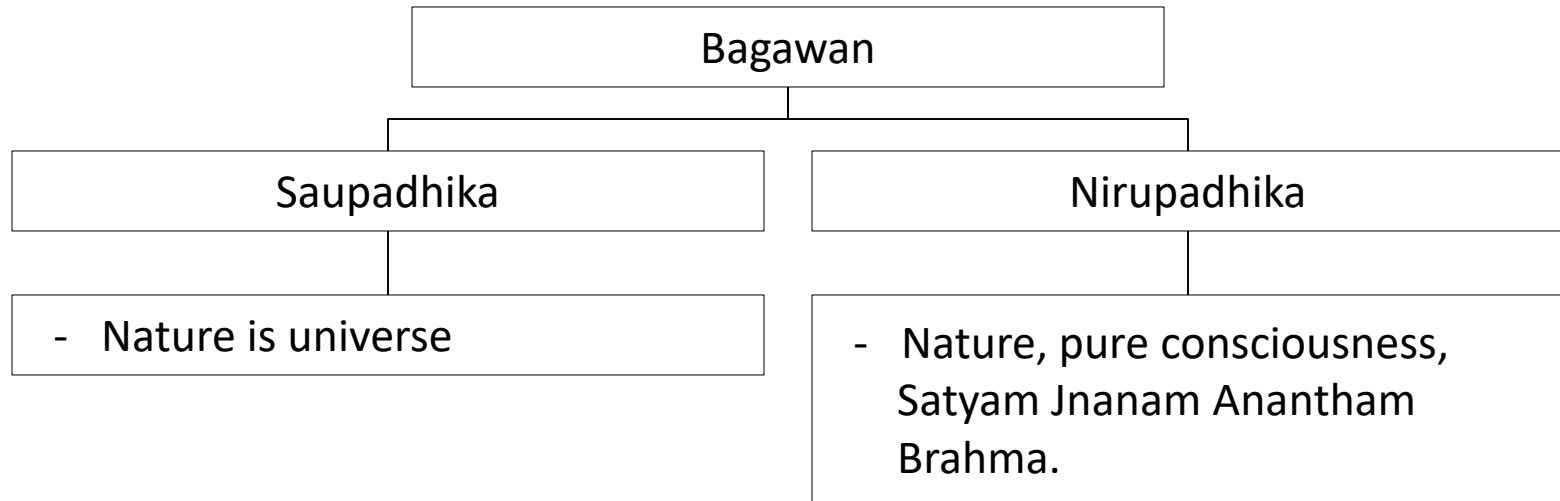 Bagawan
Saupadhika
Nirupadhika
- Nature is universe
- Nature, pure consciousness,
Satyam Jnanam Anantham
Brahma.